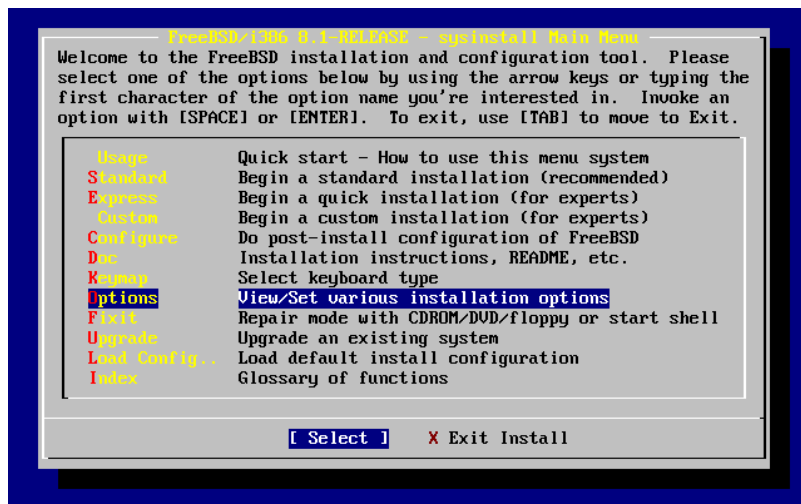 FreeBSD/i386 8.1-RELEASE - sysinstall Main Menu
Welcome to the FreeBSD installation and configuration tool.  Please
select one of the options below by using the arrow keys or typing the
first character of the option name you're interested in.  Invoke an
option with [SPACE] or [ENTER].  To exit, use [TAB] to move to Exit.
Usage Quick start - How to use this menu system
Standard Begin a standard installation (recommended)
Express Begin a quick installation (for experts)
Custom Begin a custom installation (for experts)
Configure Do post-install configuration of FreeBSD
Doc Installation instructions, README, etc.
Keymap Select keyboard type
Options View/Set various installation options
Fixit Repair mode with CDROM/DVD/floppy or start shell
Upgrade Upgrade an existing system
Load Config.. Load default install configuration
Index Glossary of functions
[ Select ] X Exit Install